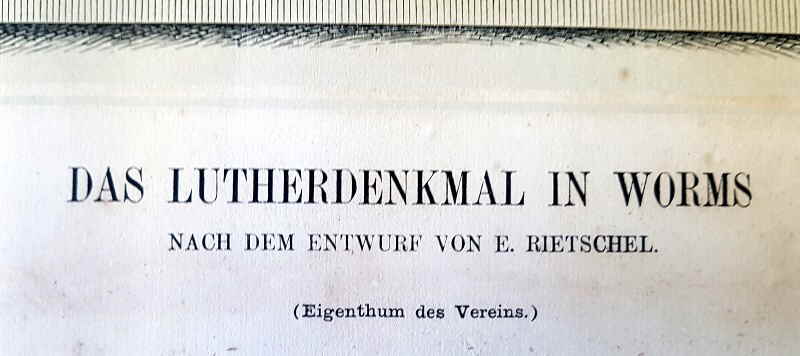 DAS LUTHERDENKMAL IN WORMS
NACH DEM ENTWURF VON E. RIETSCHEL.
(Eigenthum des Vereins.)